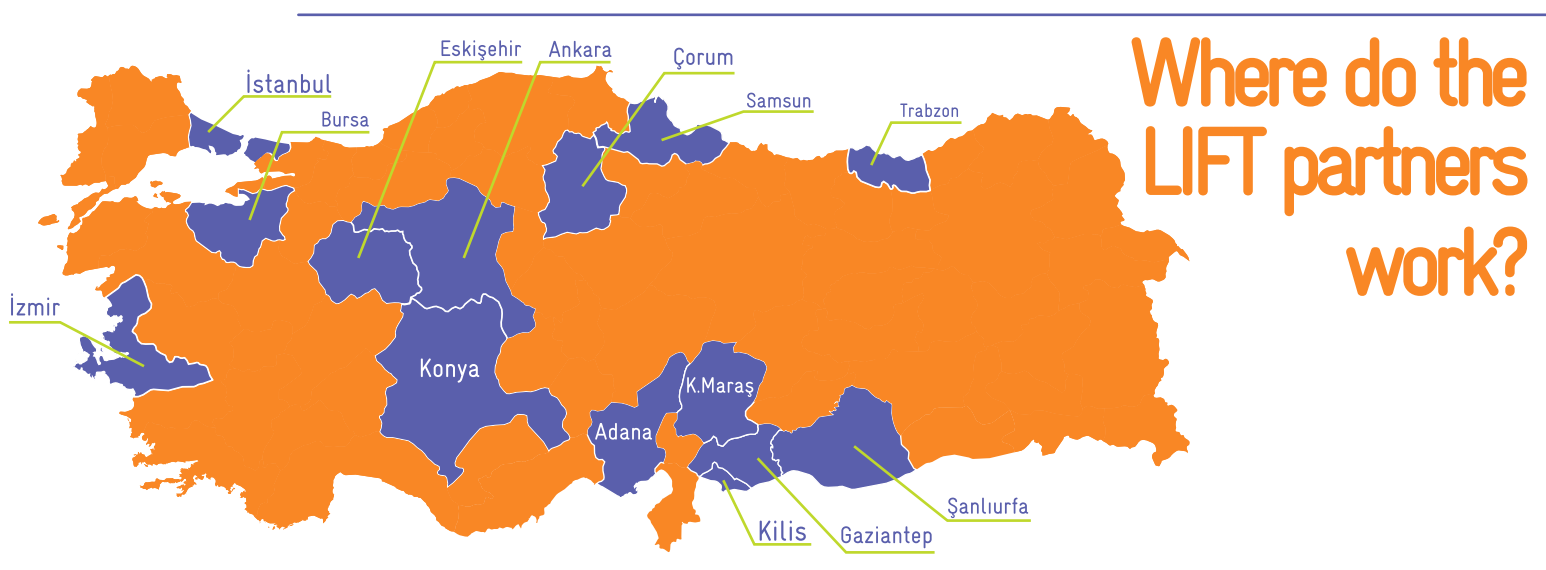 Where do the
LIFT partners
work?
Eskişehir
Ankara
Çorum
İstanbul
Samsun
Bursa
Trabzon
İzmir
Konya
K.Maraş
Adana
Şanlıurfa
Kilis
Gaziantep